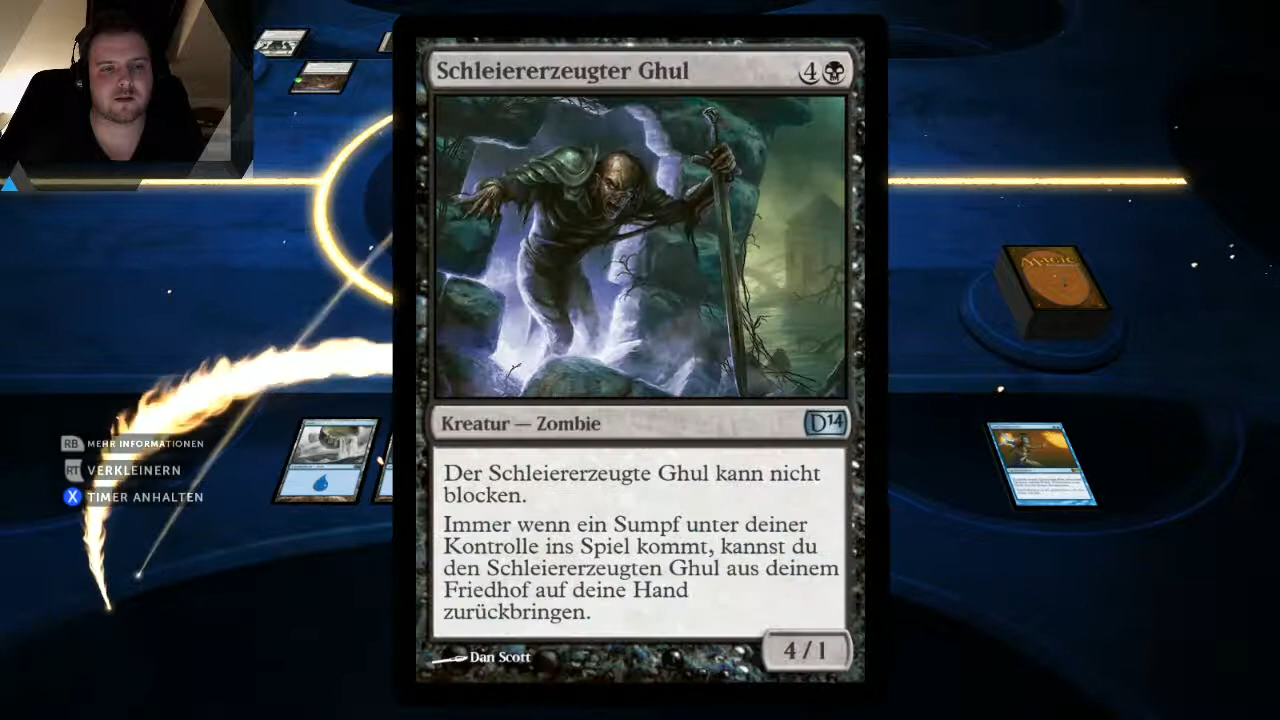 Schleiererzeugter Ghul 4
MAGIC
Kreatur — Zombie D14
Der Schleiererzeugte Ghul kann nicht
blocken.
Immer wenn ein Sumpf unter deiner
Kontrolle ins Spiel kommt, kannst du
den Schleiererzeugten Ghul aus deinem
Friedhof auf deine Hand
zurückbringen.
4 / 1
Dan Scott
RB MEHR INFORMATIONEN
RT VERKLEINERN
X TIMER ANHALTEN